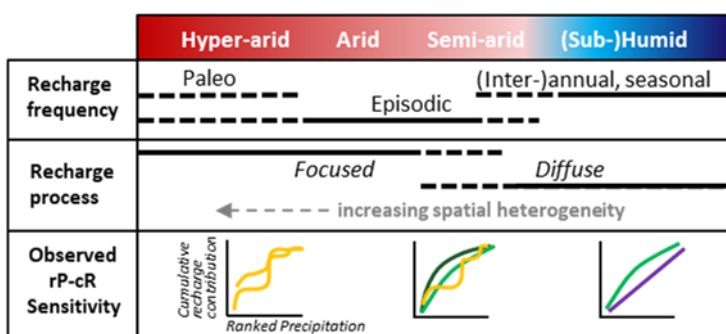 Hyper-arid Arid Semi-arid (Sub-)Humid
Recharge
frequency
Paleo
(Inter-)annual, seasonal
Episodic
Recharge
process
Focused
Diffuse
increasing spatial heterogeneity
Observed
rP-cR
Sensitivity
Cumulative
recharge
contribution
Ranked Precipitation